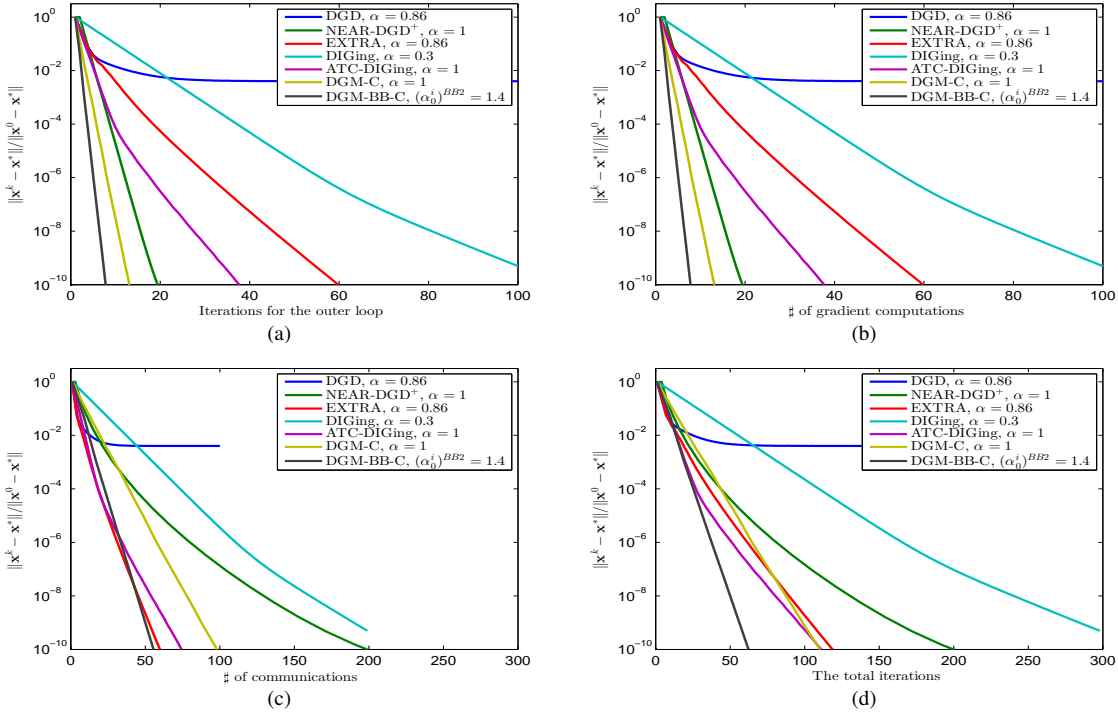 10^0
10^−2
10^−4
10^−6
10^−8
10^−10
||x^k − x*||/||x^0 − x*||
DGD, α = 0.86
NEAR-DGD^+, α = 1
EXTRA, α = 0.86
DIGing, α = 0.3
ATC-DIGing, α = 1
DGM-C, α = 1
DGM-BB-C, (α_0^i)^BB2 = 1.4
0 20 40 60 80 100
Iterations for the outer loop
(a)
10^0
10^−2
10^−4
10^−6
10^−8
10^−10
||x^k − x*||/||x^0 − x*||
DGD, α = 0.86
NEAR-DGD^+, α = 1
EXTRA, α = 0.86
DIGing, α = 0.3
ATC-DIGing, α = 1
DGM-C, α = 1
DGM-BB-C, (α_0^i)^BB2 = 1.4
0 20 40 60 80 100
♯ of gradient computations
(b)
10^0
10^−2
10^−4
10^−6
10^−8
10^−10
||x^k − x*||/||x^0 − x*||
DGD, α = 0.86
NEAR-DGD^+, α = 1
EXTRA, α = 0.86
DIGing, α = 0.3
ATC-DIGing, α = 1
DGM-C, α = 1
DGM-BB-C, (α_0^i)^BB2 = 1.4
0 50 100 150 200 250 300
♯ of communications
(c)
10^0
10^−2
10^−4
10^−6
10^−8
10^−10
||x^k − x*||/||x^0 − x*||
DGD, α = 0.86
NEAR-DGD^+, α = 1
EXTRA, α = 0.86
DIGing, α = 0.3
ATC-DIGing, α = 1
DGM-C, α = 1
DGM-BB-C, (α_0^i)^BB2 = 1.4
0 50 100 150 200 250 300
The total iterations
(d)